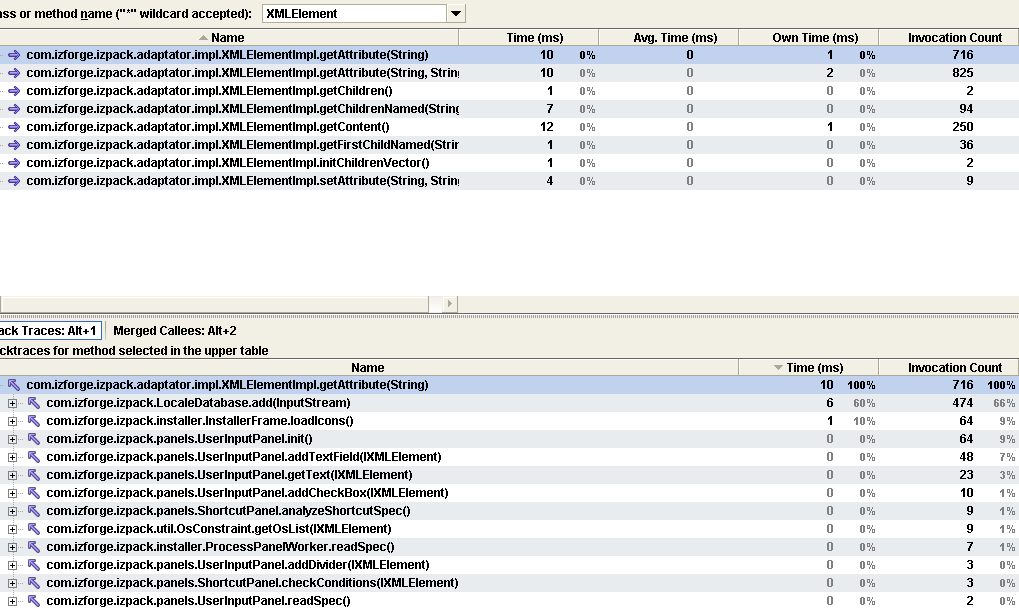 ass or method name ("*" wildcard accepted): XMLElement
Name Time (ms) Avg. Time (ms) Own Time (ms) Invocation Count
com.izforge.izpack.adaptator.impl.XMLElementImpl.getAttribute(String) 10 0% 0 1 0% 716
com.izforge.izpack.adaptator.impl.XMLElementImpl.getAttribute(String, Strin 10 0% 0 2 0% 825
com.izforge.izpack.adaptator.impl.XMLElementImpl.getChildren() 1 0% 0 0 0% 2
com.izforge.izpack.adaptator.impl.XMLElementImpl.getChildrenNamed(String 7 0% 0 0 0% 94
com.izforge.izpack.adaptator.impl.XMLElementImpl.getContent() 12 0% 0 1 0% 250
com.izforge.izpack.adaptator.impl.XMLElementImpl.getFirstChildNamed(Strin 1 0% 0 0 0% 36
com.izforge.izpack.adaptator.impl.XMLElementImpl.initChildrenVector() 1 0% 0 0 0% 2
com.izforge.izpack.adaptator.impl.XMLElementImpl.setAttribute(String, Strin 4 0% 0 0 0% 9
ack Traces: Alt+1 Merged Callees: Alt+2
cktraces for method selected in the upper table
Name Time (ms) Invocation Count
com.izforge.izpack.adaptator.impl.XMLElementImpl.getAttribute(String) 10 100% 716 100%
com.izforge.izpack.LocaleDatabase.add(InputStream) 6 60% 474 66%
com.izforge.izpack.installer.InstallerFrame.loadIcons() 1 10% 64 9%
com.izforge.izpack.panels.UserInputPanel.init() 0 0% 64 9%
com.izforge.izpack.panels.UserInputPanel.addTextField(IXMLElement) 0 0% 48 7%
com.izforge.izpack.panels.UserInputPanel.getText(IXMLElement) 0 0% 23 3%
com.izforge.izpack.panels.UserInputPanel.addCheckBox(IXMLElement) 0 0% 10 1%
com.izforge.izpack.panels.ShortcutPanel.analyzeShortcutSpec() 0 0% 9 1%
com.izforge.izpack.util.OsConstraint.getOsList(IXMLElement) 0 0% 9 1%
com.izforge.izpack.installer.ProcessPanelWorker.readSpec() 0 0% 7 1%
com.izforge.izpack.panels.UserInputPanel.addDivider(IXMLElement) 0 0% 3 0%
com.izforge.izpack.panels.ShortcutPanel.checkConditions(IXMLElement) 0 0% 3 0%
com.izforge.izpack.panels.UserInputPanel.readSpec() 0 0% 2 0%